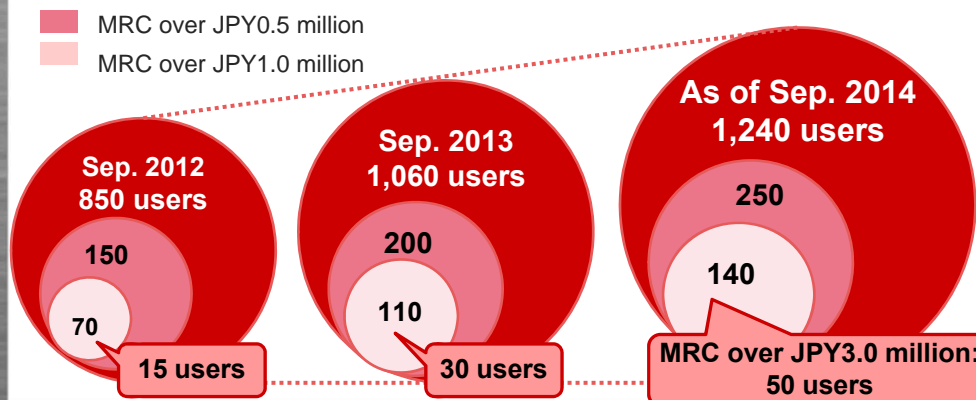 MRC over JPY0.5 million
MRC over JPY1.0 million
Sep. 2012
850 users
150
70
15 users
Sep. 2013
1,060 users
200
110
30 users
As of Sep. 2014
1,240 users
250
140
MRC over JPY3.0 million:
50 users